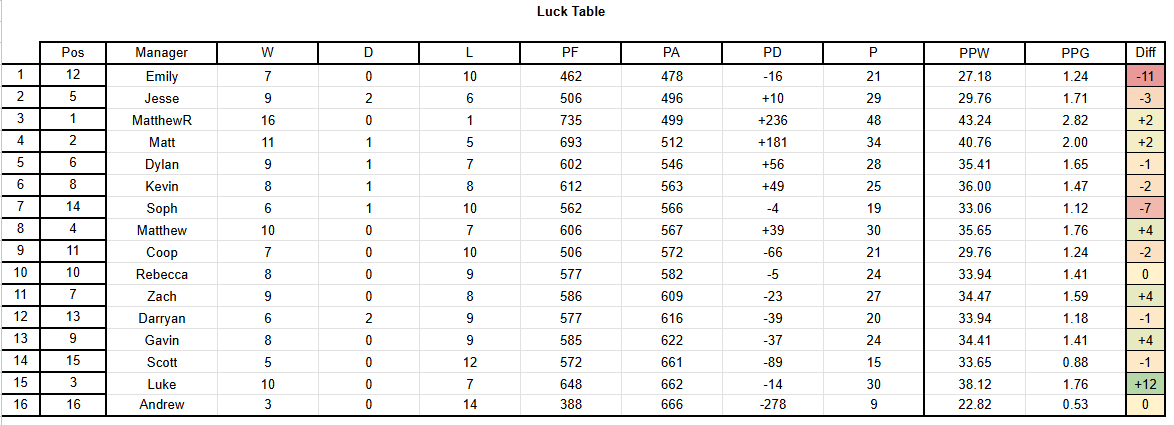 Luck Table
Pos Manager W D L PF PA PD P PPW PPG Diff
1 12 Emily 7 0 10 462 478 -16 21 27.18 1.24 -11
2 5 Jesse 9 2 6 506 496 +10 29 29.76 1.71 -3
3 1 MatthewR 16 0 1 735 499 +236 48 43.24 2.82 +2
4 2 Matt 11 1 5 693 512 +181 34 40.76 2.00 +2
5 6 Dylan 9 1 7 602 546 +56 28 35.41 1.65 -1
6 8 Kevin 8 1 8 612 563 +49 25 36.00 1.47 -2
7 14 Soph 6 1 10 562 566 -4 19 33.06 1.12 -7
8 4 Matthew 10 0 7 606 567 +39 30 35.65 1.76 +4
9 11 Coop 7 0 10 506 572 -66 21 29.76 1.24 -2
10 10 Rebecca 8 0 9 577 582 -5 24 33.94 1.41 0
11 7 Zach 9 0 8 586 609 -23 27 34.47 1.59 +4
12 13 Darryan 6 2 9 577 616 -39 20 33.94 1.18 -1
13 9 Gavin 8 0 9 585 622 -37 24 34.41 1.41 +4
14 15 Scott 5 0 12 572 661 -89 15 33.65 0.88 -1
15 3 Luke 10 0 7 648 662 -14 30 38.12 1.76 +12
16 16 Andrew 3 0 14 388 666 -278 9 22.82 0.53 0